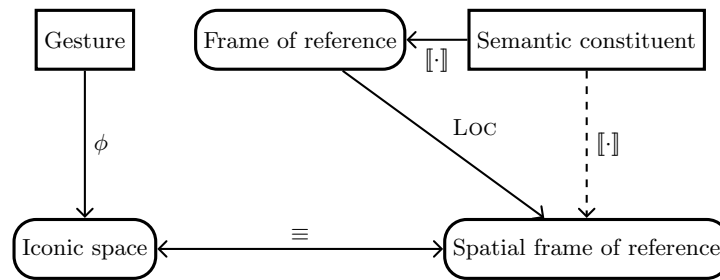 Gesture
Frame of reference
Semantic constituent
⟦·⟧
ϕ
LOC
⟦·⟧
Iconic space
≡
Spatial frame of reference